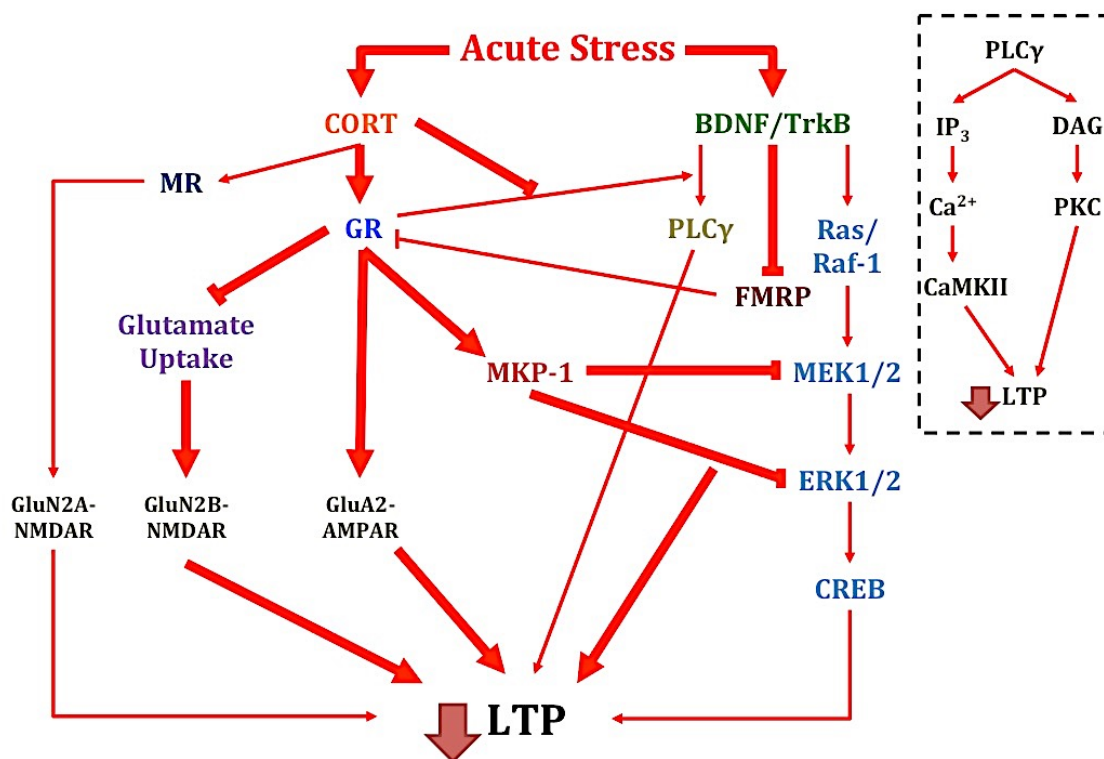 Acute Stress
CORT
BDNF/TrkB
MR
GR
PLCγ
Ras/
Raf-1
FMRP
Glutamate
Uptake
MKP-1
MEK1/2
GluN2A-
NMDAR
GluN2B-
NMDAR
GluA2-
AMPAR
ERK1/2
CREB
LTP
PLCγ
IP₃
DAG
Ca²⁺
PKC
CaMKII
LTP